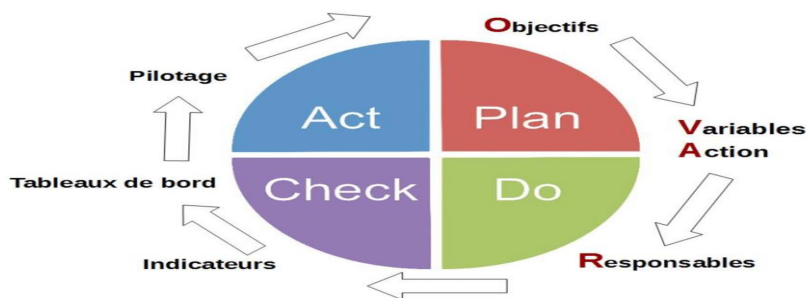 Objectifs
Pilotage
Act
Plan
Variables
Action
Tableaux de bord
Check
Do
Indicateurs
Responsables